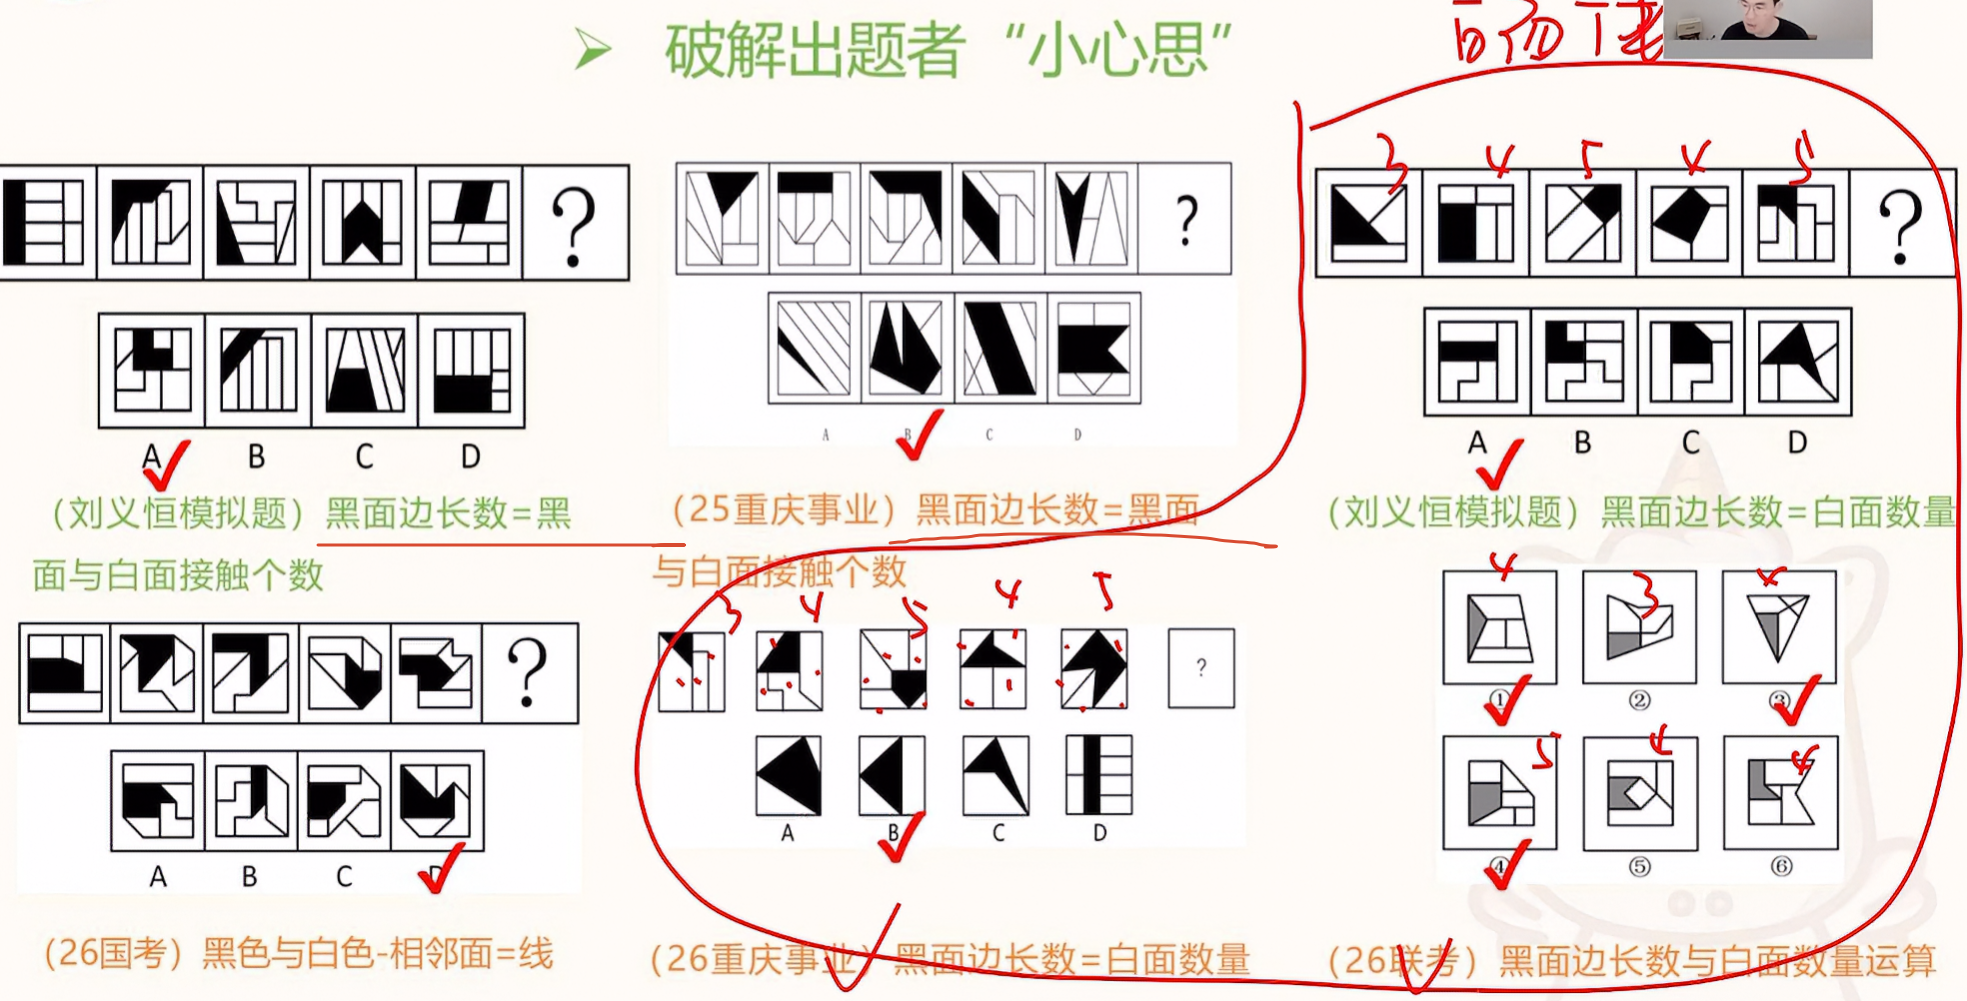 破解出题者“小心思”
3 4 5 4 5
?
?
?
A B C D
A B C D
A B C D
(刘义恒模拟题) 黑面边长数=黑
面与白面接触个数
(25重庆事业) 黑面边长数=黑面
与白面接触个数
(刘义恒模拟题) 黑面边长数=白面数量
3 4 5 4 5
4 3
?
?
① ② ③
5 4 4
A B C D
A B C D
④ ⑤ ⑥
(26国考) 黑色与白色-相邻面=线
(26重庆事业) 黑面边长数=白面数量
(26联考) 黑面边长数与白面数量运算